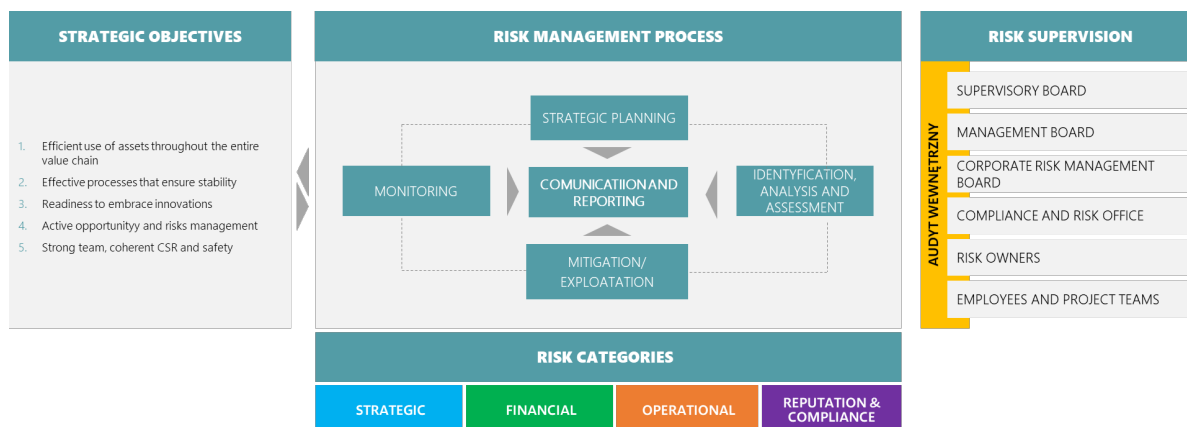 STRATEGIC OBJECTIVES
1. Efficient use of assets throughout the entire
value chain
2. Effective processes that ensure stability
3. Readiness to embrace innovations
4. Active opportunityy and risks management
5. Strong team, coherent CSR and safety
RISK MANAGEMENT PROCESS
STRATEGIC PLANNING
MONITORING
COMUNICATIION AND
REPORTING
IDENTYFICATION,
ANALYSIS AND
ASSESSMENT
MITIGATION/
EXPLOATATION
RISK SUPERVISION
AUDYT WEWNĘTRZNY
SUPERVISORY BOARD
MANAGEMENT BOARD
CORPORATE RISK MANAGEMENT
BOARD
COMPLIANCE AND RISK OFFICE
RISK OWNERS
EMPLOYEES AND PROJECT TEAMS
RISK CATEGORIES
STRATEGIC
FINANCIAL
OPERATIONAL
REPUTATION &
COMPLIANCE